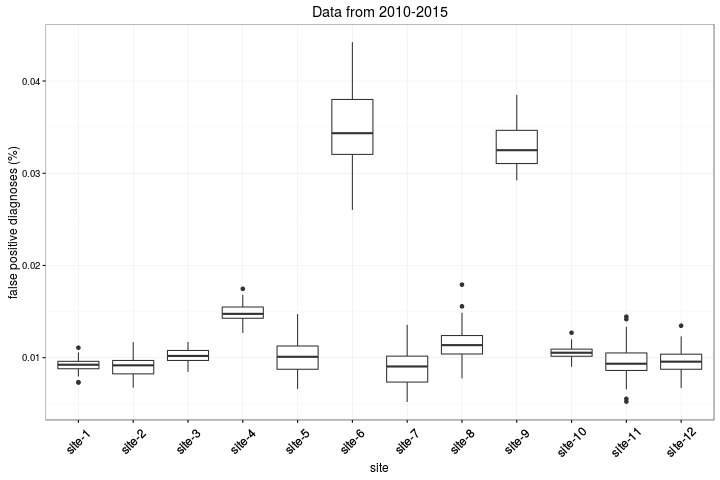 Data from 2010-2015
false positive diagnoses (%)
0.04
0.03
0.02
0.01
site-1 site-2 site-3 site-4 site-5 site-6 site-7 site-8 site-9 site-10 site-11 site-12
site